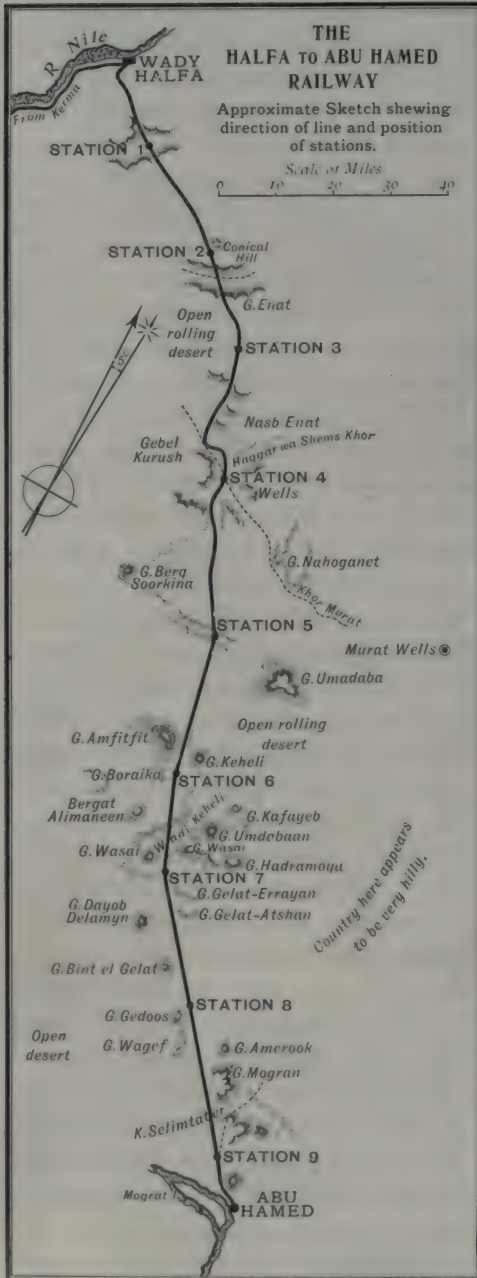 THE
HALFA TO ABU HAMED
RAILWAY
Approximate Sketch shewing
direction of line and position
of stations.
Scale of Miles
0 10 20 30 40
R Nile
WADY
HALFA
From Kerma
STATION 1
STATION 2
Conical
Hill
G. Enat
Open
rolling
desert
STATION 3
Nasb Enat
Gebel
Kurush
Haggarwa Shems Khor
STATION 4
Wells
G. Nahoganet
G. Berg
Soorkina
Khor Murat
STATION 5
Murat Wells
G. Umadaba
Open rolling
desert
G. Amfitfit
G. Keheli
G. Boraika
STATION 6
Bergat
Alimaneen
Wadi Keheli
G. Kafayeb
G. Umdebaan
G. Wasai
G. Wasai
G. Hadramoya
STATION 7
G. Gelat-Errayan
G. Dayob
Delamyn
G. Gelat-Atshan
Country here appears
to be very hilly.
G. Bint el Gelat
STATION 8
G. Gedoos
Open
desert
G. Wagef
G. Amerook
G. Mogran
K. Selimtater
STATION 9
Mograt I.
ABU
HAMED